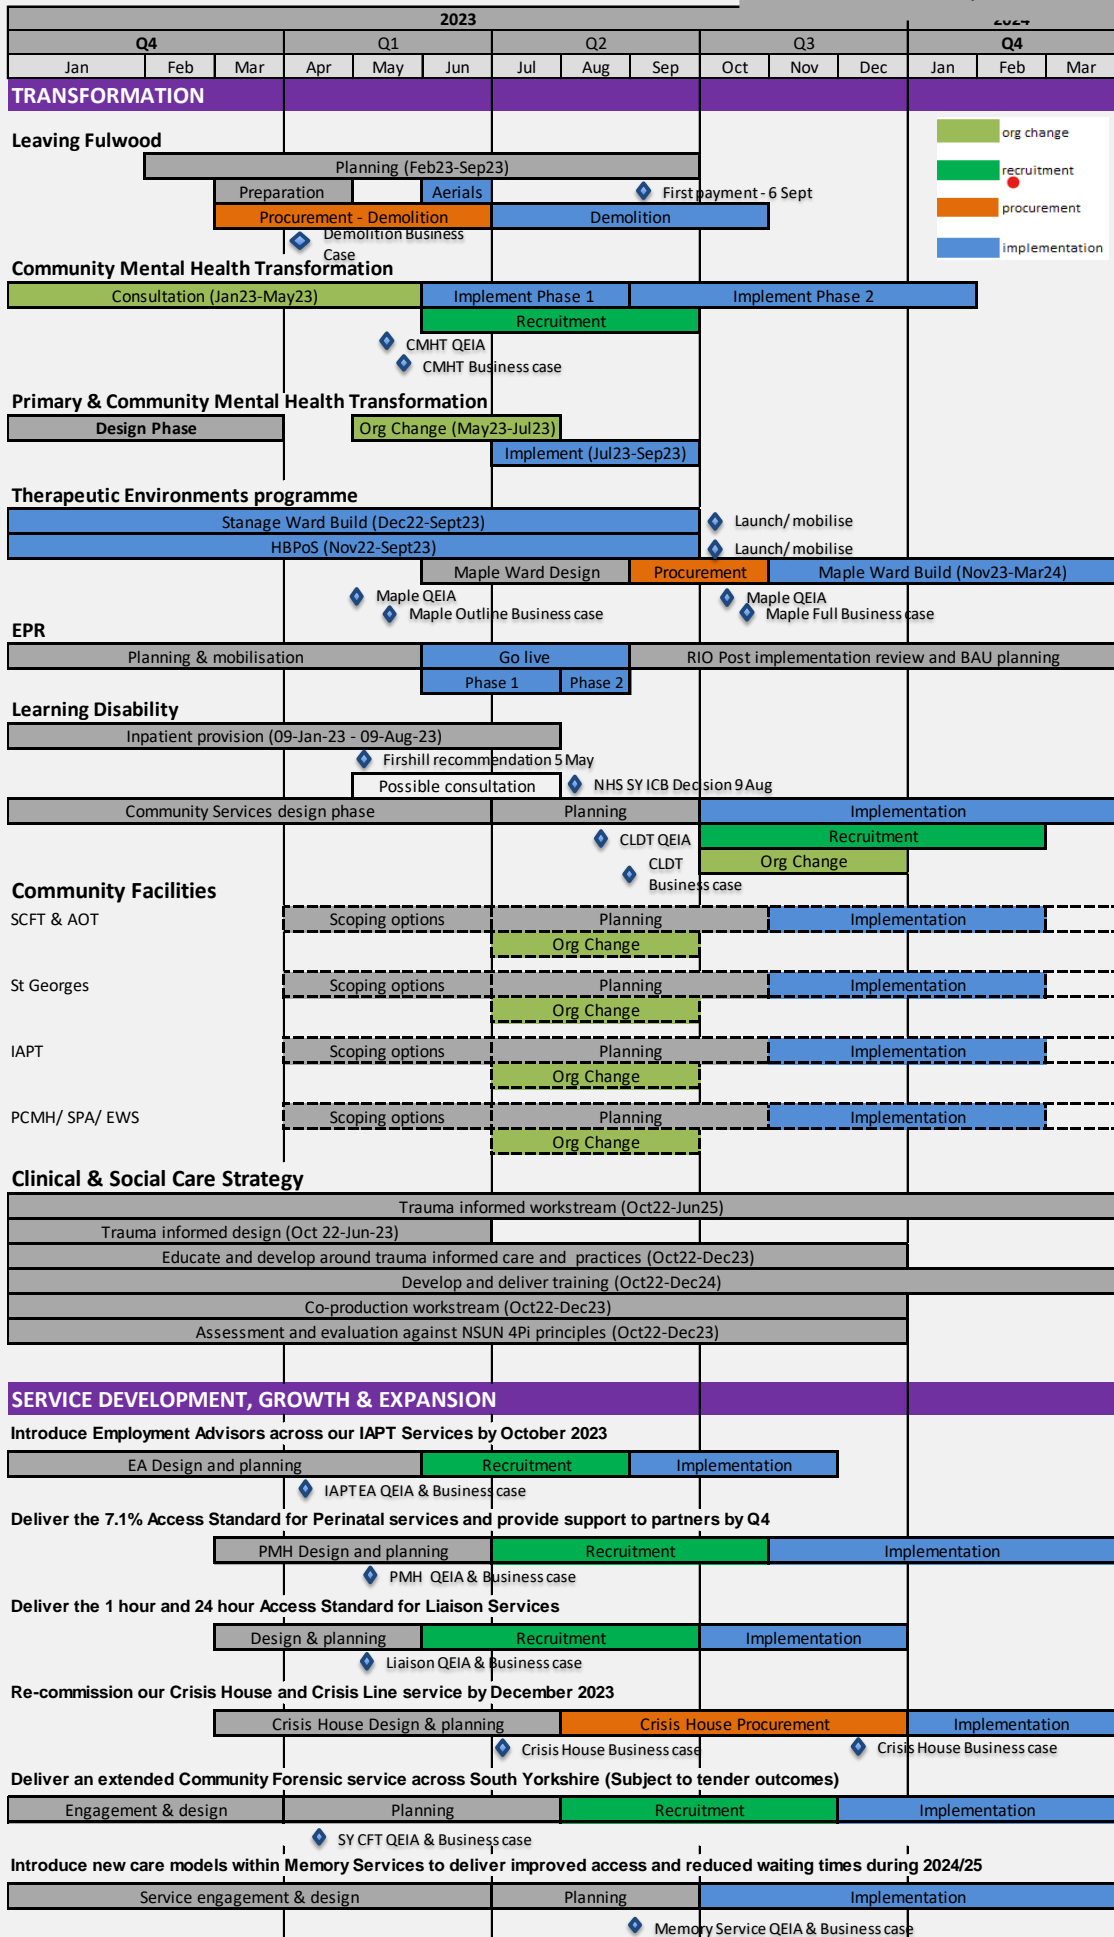 2023 2024
Q4 Q1 Q2 Q3 Q4
Jan Feb Mar Apr May Jun Jul Aug Sep Oct Nov Dec Jan Feb Mar
TRANSFORMATION
org change
recruitment
procurement
implementation
Leaving Fulwood
Planning (Feb23-Sep23)
Preparation Aerials First payment - 6 Sept
Procurement - Demolition Demolition
Demolition Business
Case
Community Mental Health Transformation
Consultation (Jan23-May23) Implement Phase 1 Implement Phase 2
Recruitment
CMHT QEIA
CMHT Business case
Primary & Community Mental Health Transformation
Design Phase Org Change (May23-Jul23)
Implement (Jul23-Sep23)
Therapeutic Environments programme
Stanage Ward Build (Dec22-Sept23) Launch/ mobilise
HBPoS (Nov22-Sept23) Launch/ mobilise
Maple Ward Design Procurement Maple Ward Build (Nov23-Mar24)
Maple QEIA Maple QEIA
Maple Outline Business case Maple Full Business case
EPR
Planning & mobilisation Go live RIO Post implementation review and BAU planning
Phase 1 Phase 2
Learning Disability
Inpatient provision (09-Jan-23 - 09-Aug-23)
Firshill recommendation 5 May
Possible consultation NHS SY ICB Decision 9 Aug
Community Services design phase Planning Implementation
CLDT QEIA Recruitment
CLDT Org Change
Business case
Community Facilities
SCFT & AOT Scoping options Planning Implementation
Org Change
St Georges Scoping options Planning Implementation
Org Change
IAPT Scoping options Planning Implementation
Org Change
PCMH/ SPA/ EWS Scoping options Planning Implementation
Org Change
Clinical & Social Care Strategy
Trauma informed workstream (Oct22-Jun25)
Trauma informed design (Oct 22-Jun-23)
Educate and develop around trauma informed care and practices (Oct22-Dec23)
Develop and deliver training (Oct22-Dec24)
Co-production workstream (Oct22-Dec23)
Assessment and evaluation against NSUN 4Pi principles (Oct22-Dec23)
SERVICE DEVELOPMENT, GROWTH & EXPANSION
Introduce Employment Advisors across our IAPT Services by October 2023
EA Design and planning Recruitment Implementation
IAPT EA QEIA & Business case
Deliver the 7.1% Access Standard for Perinatal services and provide support to partners by Q4
PMH Design and planning Recruitment Implementation
PMH QEIA & Business case
Deliver the 1 hour and 24 hour Access Standard for Liaison Services
Design & planning Recruitment Implementation
Liaison QEIA & Business case
Re-commission our Crisis House and Crisis Line service by December 2023
Crisis House Design & planning Crisis House Procurement Implementation
Crisis House Business case Crisis House Business case
Deliver an extended Community Forensic service across South Yorkshire (Subject to tender outcomes)
Engagement & design Planning Recruitment Implementation
SY CFT QEIA & Business case
Introduce new care models within Memory Services to deliver improved access and reduced waiting times during 2024/25
Service engagement & design Planning Implementation
Memory Service QEIA & Business case